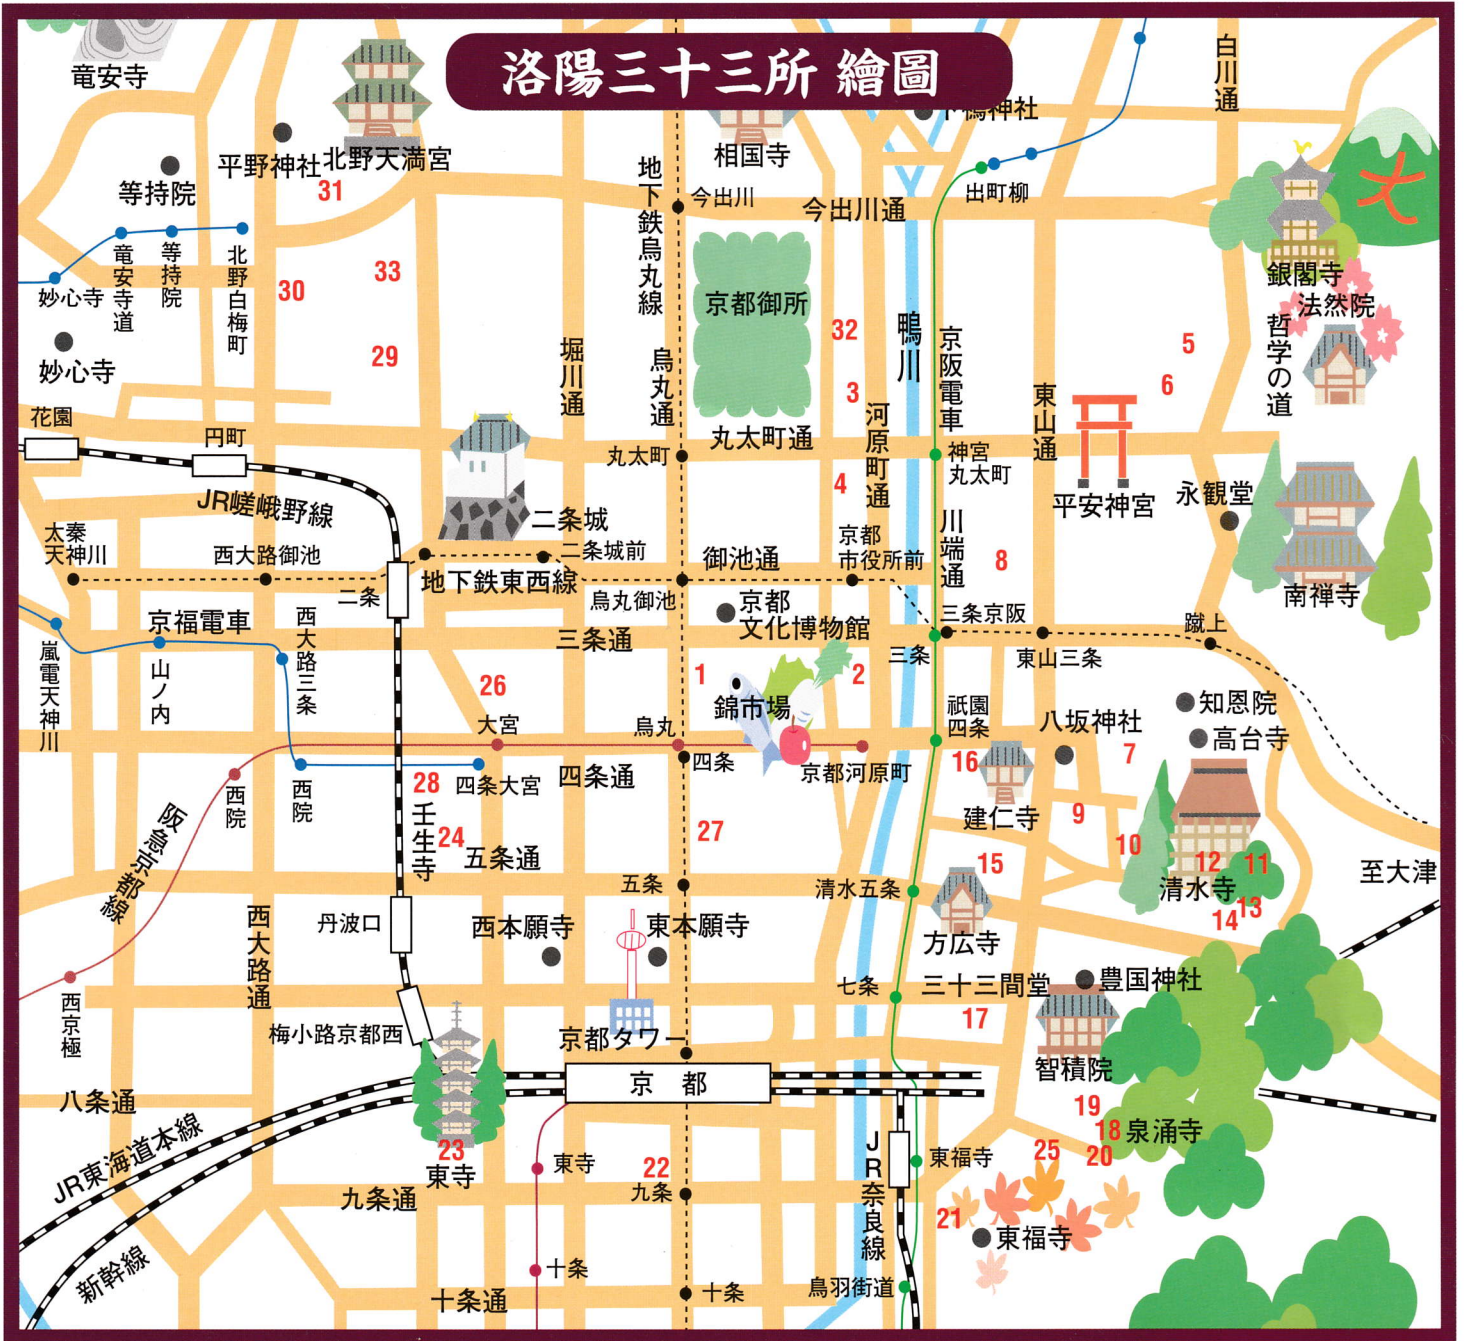 洛陽三十三所 繪圖
竜安寺
平野神社
北野天満宮
等持院
31
相国寺
下鴨神社
白川通
地下鉄烏丸線
今出川
今出川通
出町柳
銀閣寺
法然院
哲学の道
妙心寺
竜安寺道
等持院
北野白梅町
妙心寺
30
33
29
京都御所
32
3
鴨川
京阪電車
5
6
堀川通
烏丸通
河原町通
東山通
花園
円町
JR嵯峨野線
丸太町
丸太町通
神宮
丸太町
4
平安神宮
永観堂
南禅寺
太秦
天神川
西大路御池
二条
二条城
二条城前
地下鉄東西線
烏丸御池
御池通
京都
市役所前
川端通
8
京都
文化博物館
三条京阪
三条
東山三条
蹴上
京福電車
嵐電天神川
山ノ内
西大路三条
三条通
26
1
錦市場
2
大宮
烏丸
祇園
四条
八坂神社
知恩院
高台寺
7
16
建仁寺
9
10
12
11
清水寺
13
14
至大津
西院
西院
28
四条大宮
四条通
四条
京都河原町
壬生寺
24
五条通
27
15
阪急京都線
五条
清水五条
方広寺
西大路通
丹波口
西本願寺
東本願寺
西京極
梅小路京都西
京都タワー
七条
三十三間堂
豊国神社
17
智積院
八条通
JR東海道本線
新幹線
京都
19
18
泉涌寺
20
25
23
東寺
東寺
22
九条
九条通
JR奈良線
東福寺
21
東福寺
十条
十条通
十条
鳥羽街道